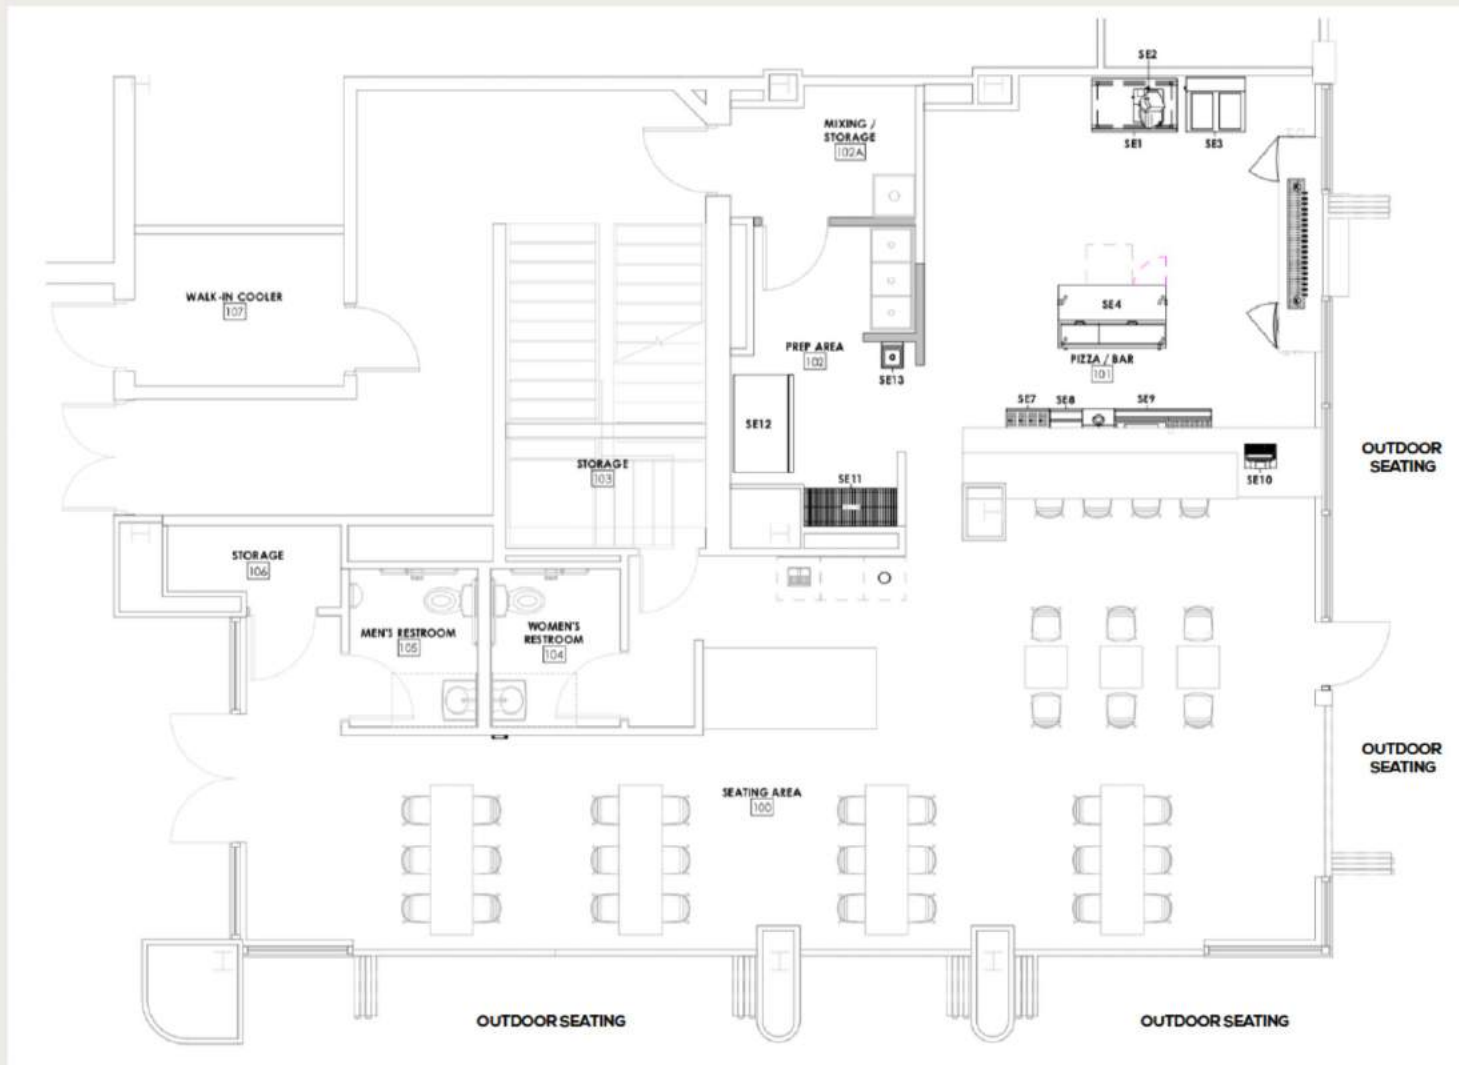 SE2
MIXING /
STORAGE
102A
SE1
SE3
WALK-IN COOLER
107
SE4
PREP AREA
102
PIZZA / BAR
101
SE13
SE7
SE8
SE9
SE12
OUTDOOR
SEATING
STORAGE
103
SE11
SE10
STORAGE
106
WOMEN'S
RESTROOM
104
MEN'S RESTROOM
105
OUTDOOR
SEATING
SEATING AREA
100
OUTDOOR SEATING
OUTDOOR SEATING